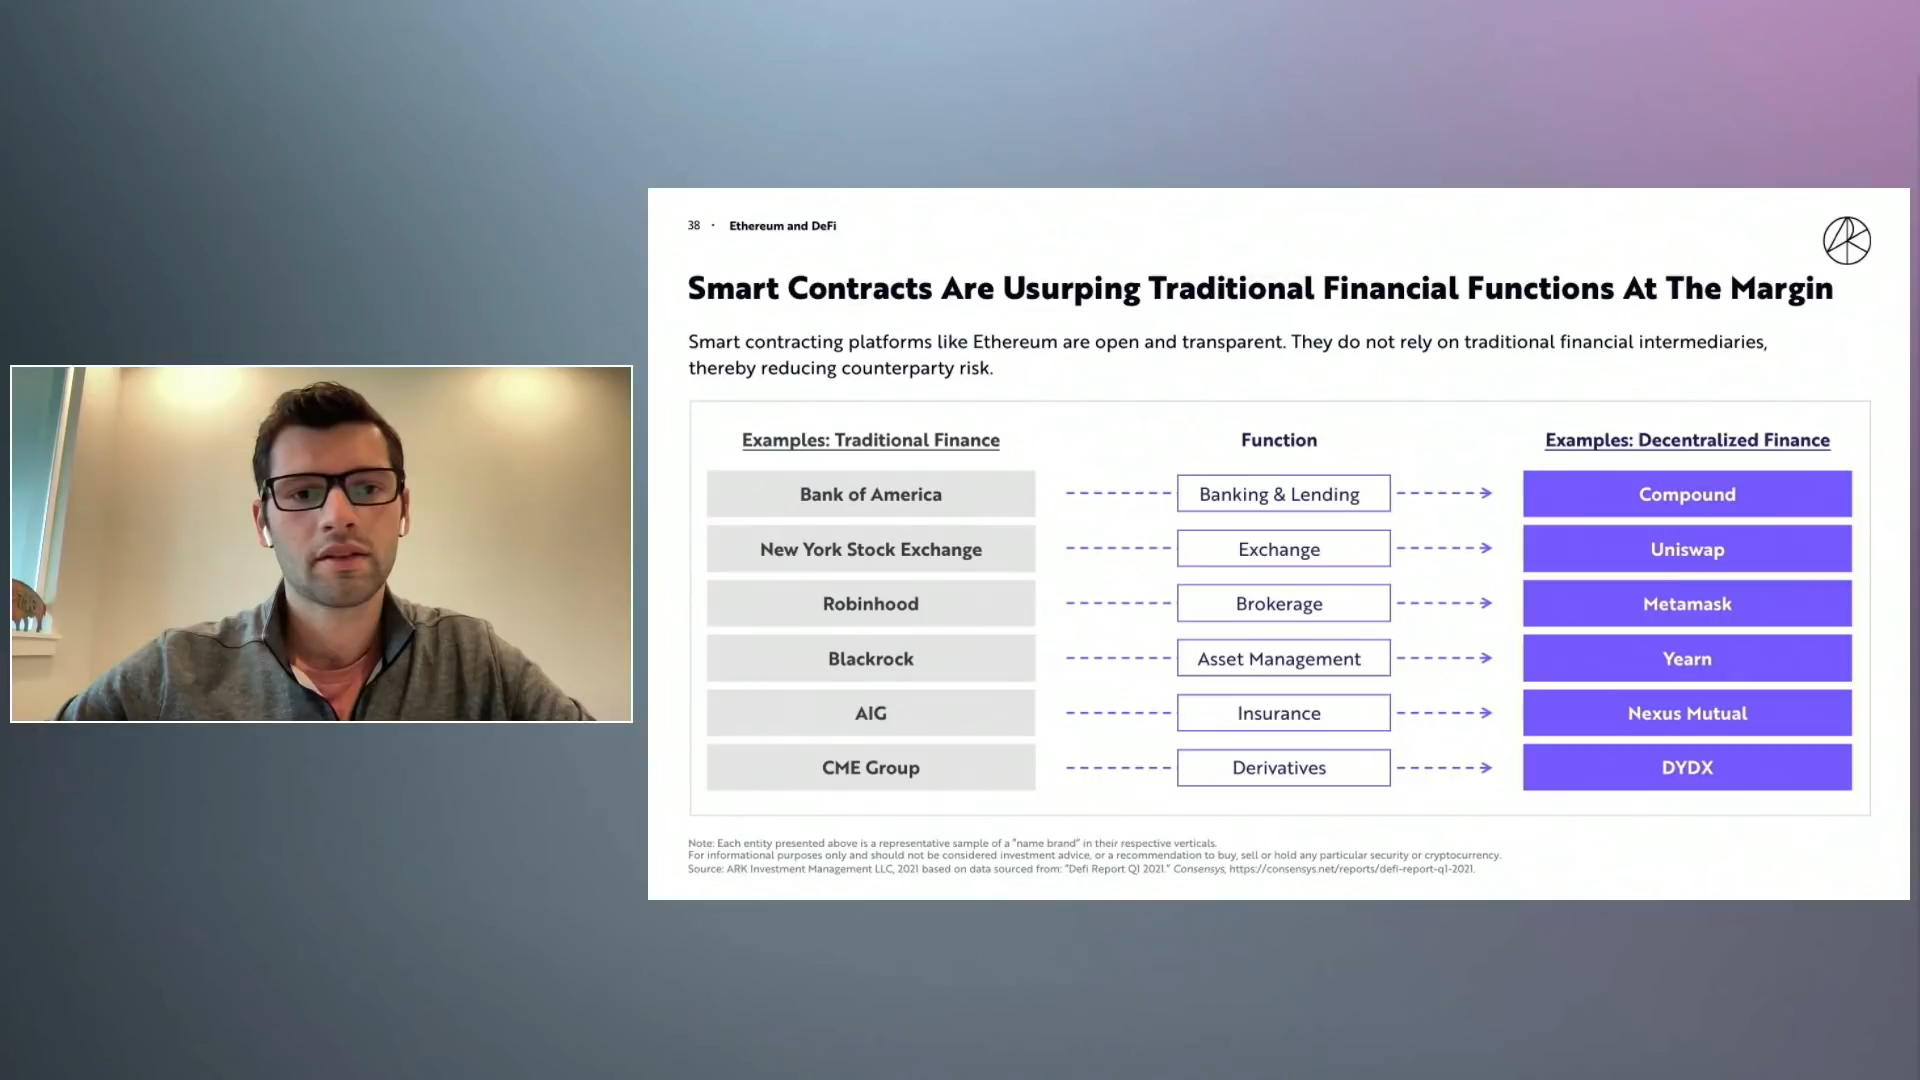 38 · Ethereum and DeFi
Smart Contracts Are Usurping Traditional Financial Functions At The Margin
Smart contracting platforms like Ethereum are open and transparent. They do not rely on traditional financial intermediaries,
thereby reducing counterparty risk.
Examples: Traditional Finance Function Examples: Decentralized Finance
Bank of America Banking & Lending Compound
New York Stock Exchange Exchange Uniswap
Robinhood Brokerage Metamask
Blackrock Asset Management Yearn
AIG Insurance Nexus Mutual
CME Group Derivatives DYDX
Note: Each entity presented above is a representative sample of a "name brand" in their respective verticals.
For informational purposes only and should not be considered investment advice, or a recommendation to buy, sell or hold any particular security or cryptocurrency.
Source: ARK Investment Management LLC, 2021 based on data sourced from: "Defi Report Q1 2021." Consensys, https://consensys.net/reports/defi-report-q1-2021.